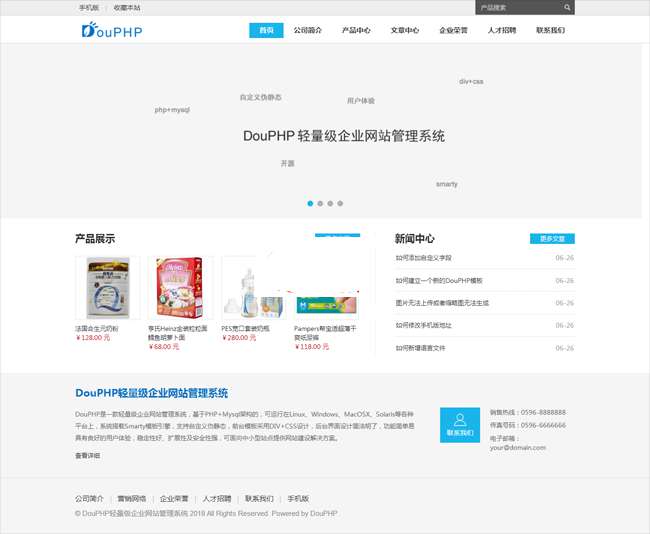 手机版 | 收藏本站
产品搜索
DouPHP
首页 公司简介 产品中心 文章中心 企业荣誉 人才招聘 联系我们
div+css
自定义伪静态
用户体验
php+mysql
DouPHP 轻量级企业网站管理系统
开源
smarty
产品展示
新闻中心
更多文章
如何添加自定义字段 06-26
如何建立一个新的DouPHP模板 06-26
图片无法上传或者缩略图无法生成 06-26
如何修改手机版地址 06-26
如何新增语言文件 06-26
法国合生元奶粉
¥128.00 元
亨氏Heinz金装粒粒面
鳕鱼胡萝卜面
¥68.00 元
PES宽口套装奶瓶
¥280.00 元
Pampers帮宝适超薄干
爽纸尿裤
¥118.00 元
DouPHP轻量级企业网站管理系统
DouPHP是一款轻量级企业网站管理系统，基于PHP+Mysql架构的，可运行在Linux、Windows、MacOSX、Solaris等各种
平台上，系统搭载Smarty模板引擎，支持自定义伪静态，前台模板采用DIV+CSS设计，后台界面设计简洁明了，功能简单易
具有良好的用户体验，稳定性好、扩展性及安全性强，可面向中小型站点提供网站建设解决方案。
查看详细
联系我们
销售热线：0596-8888888
传真号码：0596-6666666
电子邮箱：
your@domain.com
公司简介 | 营销网络 | 企业荣誉 | 人才招聘 | 联系我们 | 手机版
© DouPHP轻量级企业网站管理系统 2018 All Rights Reserved Powered by DouPHP